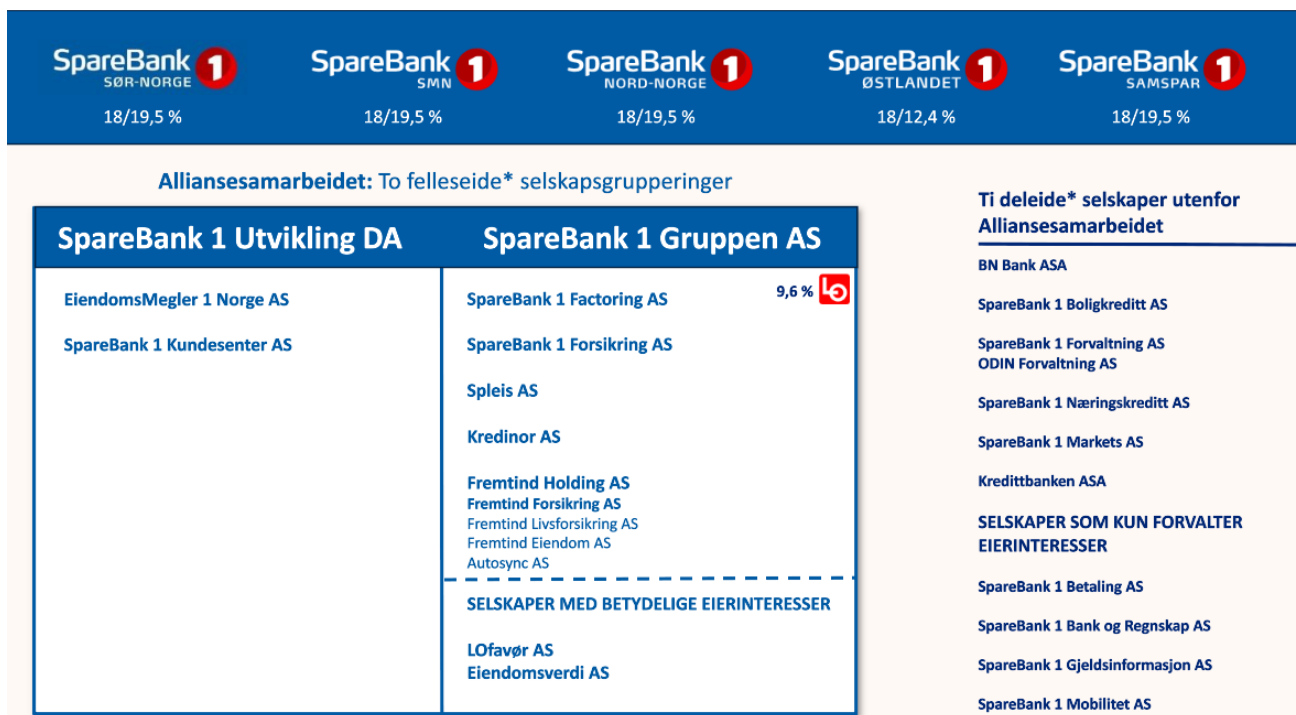 SpareBank 1
SØR-NORGE
18/19,5 %
SpareBank 1
SMN
18/19,5 %
SpareBank 1
NORD-NORGE
18/19,5 %
SpareBank 1
ØSTLANDET
18/12,4 %
SpareBank 1
SAMSPAR
18/19,5 %
Alliansesamarbeidet: To felleseide* selskapsgrupperinger
SpareBank 1 Utvikling DA
EiendomsMegler 1 Norge AS
SpareBank 1 Kundesenter AS
SpareBank 1 Gruppen AS
9,6 % LO
SpareBank 1 Factoring AS
SpareBank 1 Forsikring AS
Spleis AS
Kredinor AS
Fremtind Holding AS
Fremtind Forsikring AS
Fremtind Livsforsikring AS
Fremtind Eiendom AS
Autosync AS
SELSKAPER MED BETYDELIGE EIERINTERESSER
LOfavør AS
Eiendomsverdi AS
Ti deleide* selskaper utenfor
Alliansesamarbeidet
BN Bank ASA
SpareBank 1 Boligkreditt AS
SpareBank 1 Forvaltning AS
ODIN Forvaltning AS
SpareBank 1 Næringskreditt AS
SpareBank 1 Markets AS
Kredittbanken ASA
SELSKAPER SOM KUN FORVALTER
EIERINTERESSER
SpareBank 1 Betaling AS
SpareBank 1 Bank og Regnskap AS
SpareBank 1 Gjeldsinformasjon AS
SpareBank 1 Mobilitet AS